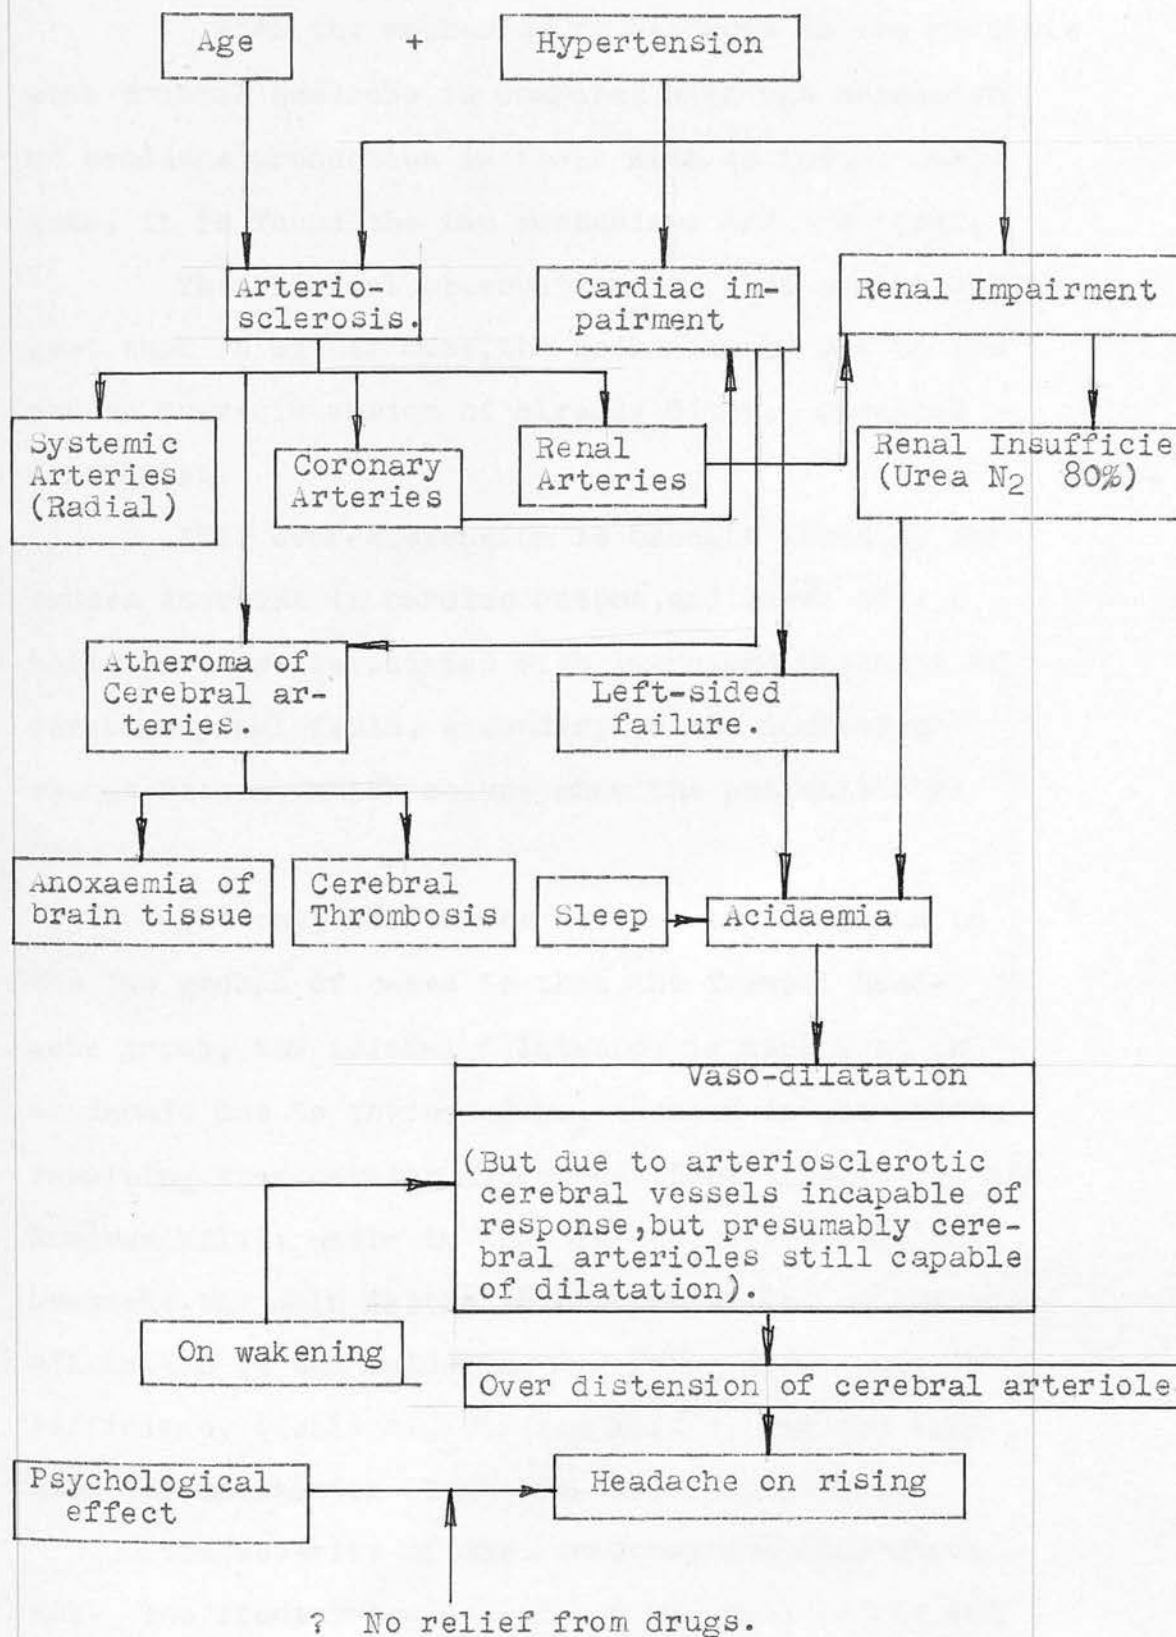 Age + Hypertension
Arterio-
sclerosis.
Cardiac im-
pairment
Renal Impairment
Systemic
Arteries
(Radial)
Coronary
Arteries
Renal
Arteries
Renal Insufficie
(Urea N2 80%)
Atheroma of
Cerebral ar-
teries.
Left-sided
failure.
Anoxaemia of
brain tissue
Cerebral
Thrombosis
Sleep
Acidaemia
Vaso-dilatation
(But due to arteriosclerotic
cerebral vessels incapable of
response,but presumably cere-
bral arterioles still capable
of dilatation).
On wakening
Over distension of cerebral arteriole
Psychological
effect
Headache on rising
? No relief from drugs.